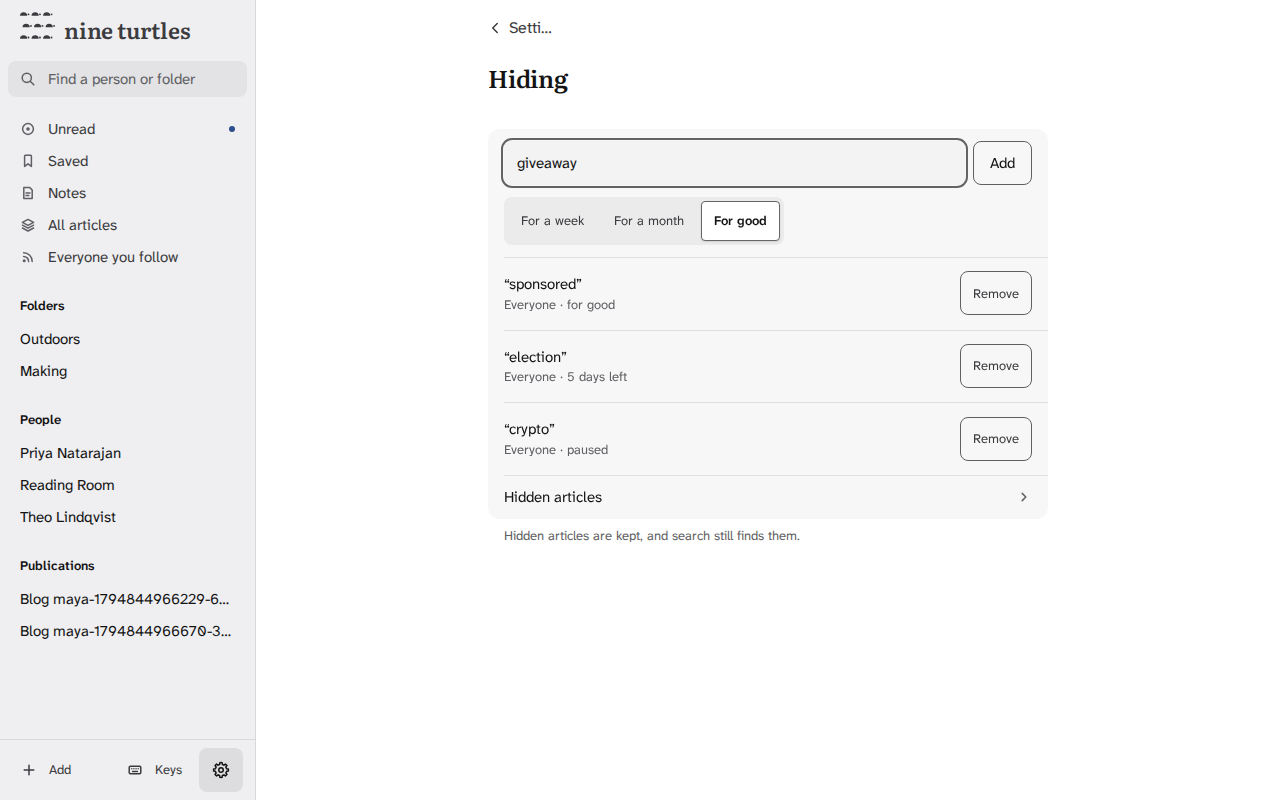 nine turtles
Find a person or folder
Unread
Saved
Notes
All articles
Everyone you follow
Folders
Outdoors
Making
People
Priya Natarajan
Reading Room
Theo Lindqvist
Publications
Blog maya-1794844966229-6…
Blog maya-1794844966670-3…
Add
Keys
Setti…
Hiding
giveaway
Add
For a week
For a month
For good
“sponsored”
Everyone · for good
Remove
“election”
Everyone · 5 days left
Remove
“crypto”
Everyone · paused
Remove
Hidden articles
Hidden articles are kept, and search still finds them.